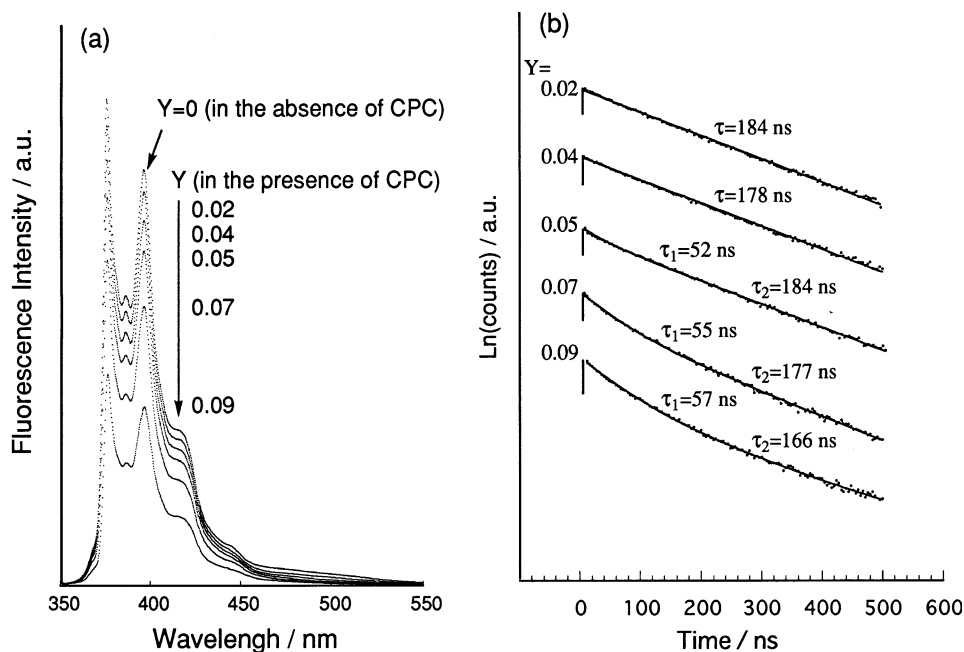 (a)
Y=0 (in the absence of CPC)
Y (in the presence of CPC)
0.02
0.04
0.05
0.07
0.09
Fluorescence Intensity / a.u.
350
400
450
500
550
Wavelengh / nm
(b)
Y=
0.02
0.04
0.05
0.07
0.09
τ=184 ns
τ=178 ns
τ1=52 ns
τ2=184 ns
τ1=55 ns
τ2=177 ns
τ1=57 ns
τ2=166 ns
Ln(counts) / a.u.
0
100
200
300
400
500
600
Time / ns